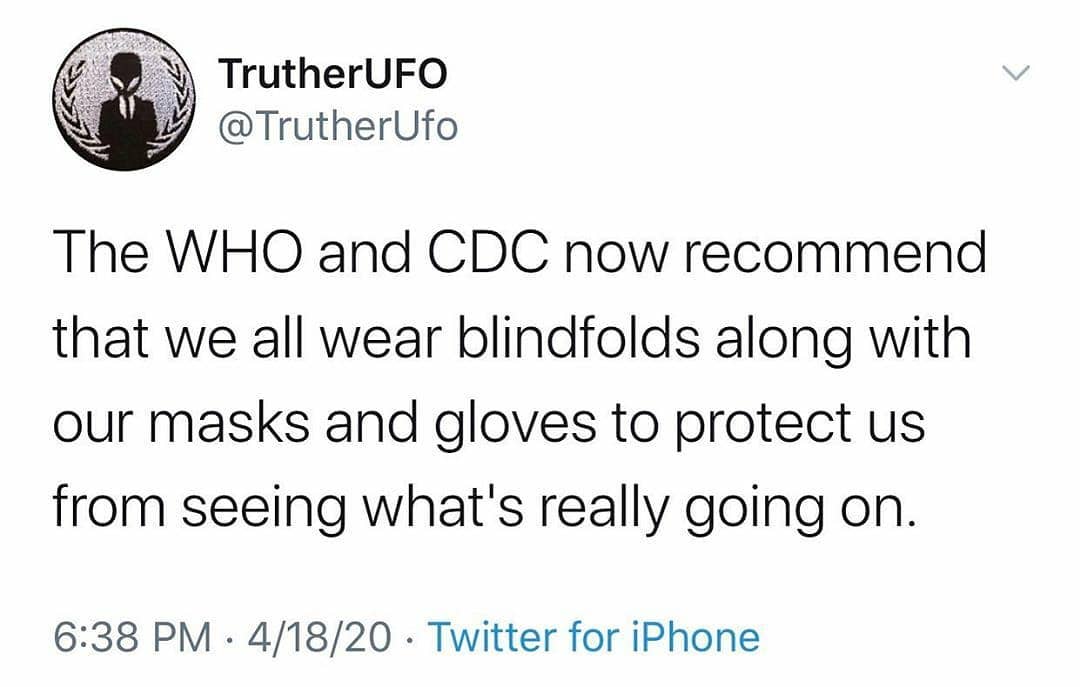 TrutherUFO
@TrutherUfo
The WHO and CDC now recommend
that we all wear blindfolds along with
our masks and gloves to protect us
from seeing what's really going on.
6:38 PM · 4/18/20 · Twitter for iPhone